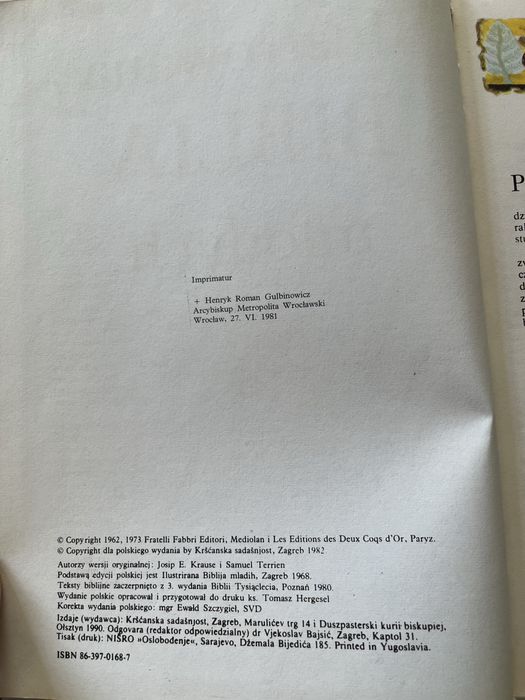 Imprimatur
+ Henryk Roman Gulbinowicz
Arcybiskup Metropolita Wrocławski
Wrocław, 27. VI. 1981
© Copyright 1962, 1973 Fratelli Fabbri Editori, Mediolan i Les Editions des Deux Coqs d'Or, Paryz.
© Copyright dla polskiego wydania by Kršćanska sadašnjost, Zagreb 1982
Autorzy wersji oryginalnej: Josip E. Krause i Samuel Terrien
Podstawą edycji polskiej jest Ilustrirana Biblija mladih, Zagreb 1968.
Teksty biblijne zaczerpnięto z 3. wydania Biblii Tysiąclecia, Poznań 1980.
Wydanie polskie opracował i przygotował do druku ks. Tomasz Hergesel
Korekta wydania polskiego: mgr Ewald Szczygieł, SVD
Izdaje (wydawca): Kršćanska sadašnjost, Zagreb, Marulićev trg 14 i Duszpasterski kurii biskupiej,
Olsztyn 1990. Odgovara (redaktor odpowiedzialny) dr Vjekoslav Bajsić, Zagreb, Kaptol 31.
Tisak (druk): NIŠRO »Oslobođenje«, Sarajevo, Džemala Bijedića 185. Printed in Yugoslavia.
ISBN 86-397-0168-7
P
dz
ral
stu